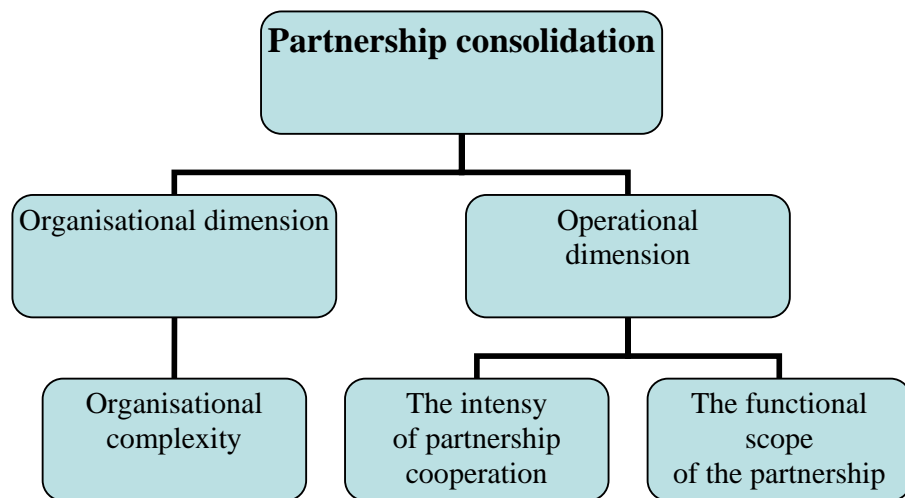 Partnership consolidation
Organisational dimension
Operational
dimension
Organisational
complexity
The intensy
of partnership
cooperation
The functional
scope
of the partnership